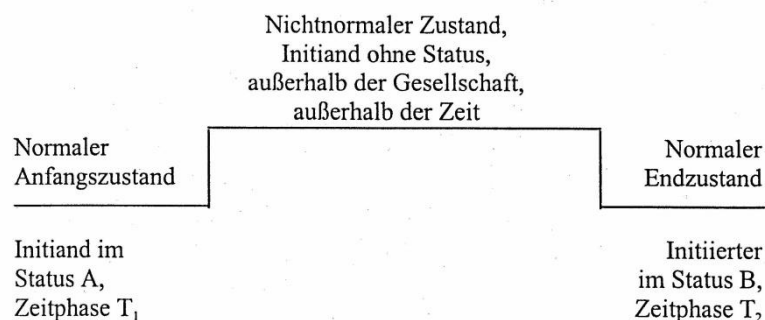 Nichtnormaler Zustand,
Initiand ohne Status,
außerhalb der Gesellschaft,
außerhalb der Zeit
Normaler
Anfangszustand
Normaler
Endzustand
Initiand im
Status A,
Zeitphase T₁
Initiierter
im Status B,
Zeitphase T₂